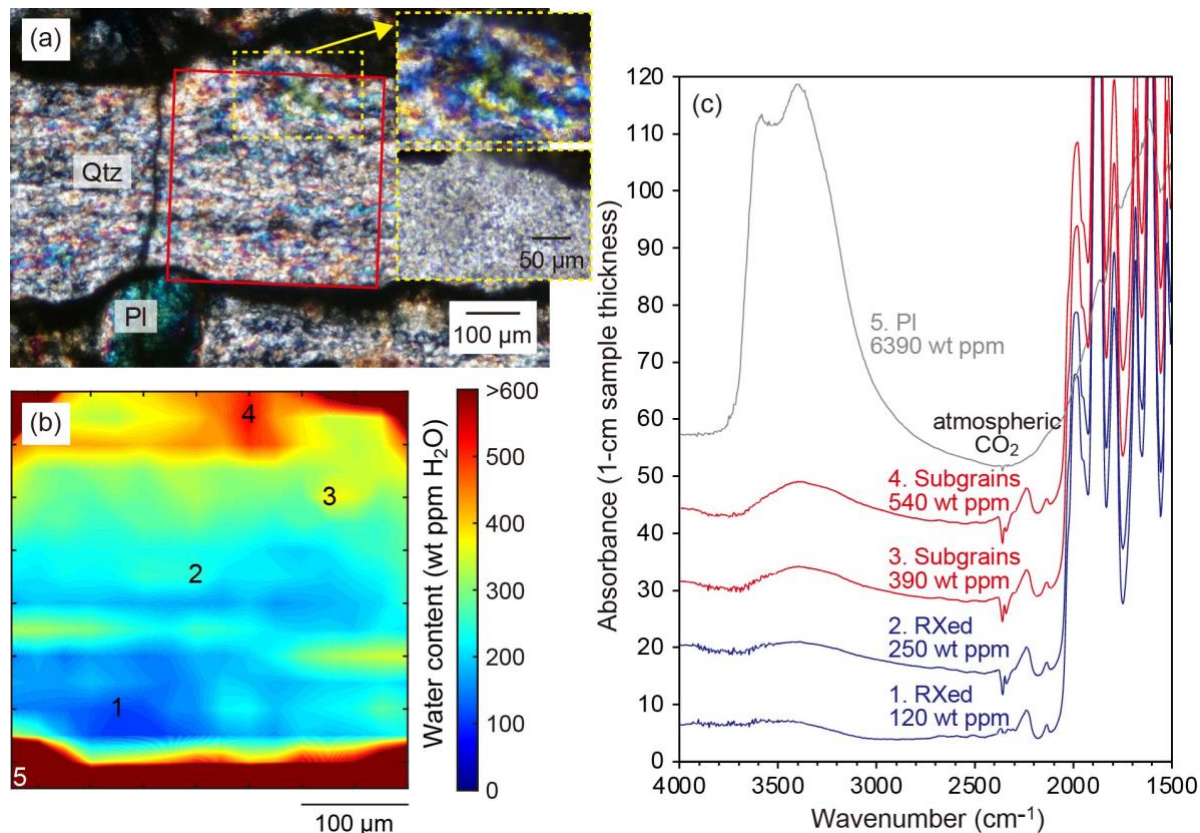 (a)
Qtz
Pl
50 µm
100 µm
(b)
4
3
2
1
5
100 µm
>600
500
400
300
200
100
0
Water content (wt ppm H₂O)
(c)
120
110
100
90
80
70
60
50
40
30
20
10
0
Absorbance (1-cm sample thickness)
5. Pl
6390 wt ppm
atmospheric
CO₂
4. Subgrains
540 wt ppm
3. Subgrains
390 wt ppm
2. RXed
250 wt ppm
1. RXed
120 wt ppm
4000 3500 3000 2500 2000 1500
Wavenumber (cm⁻¹)